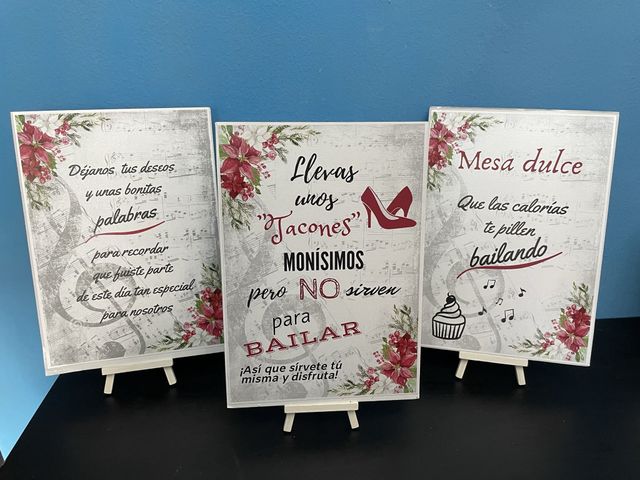 Déjanos, tus deseos
y unas bonitas
palabras
para recordar
que fuiste parte
de este día tan especial
para nosotros
Llevas
unos
"Tacones"
MONÍSIMOS
pero NO sirven
para
BAILAR
¡Así que sírvete tú
misma y disfruta!
Mesa dulce
Que las calorías
te pillen
bailando